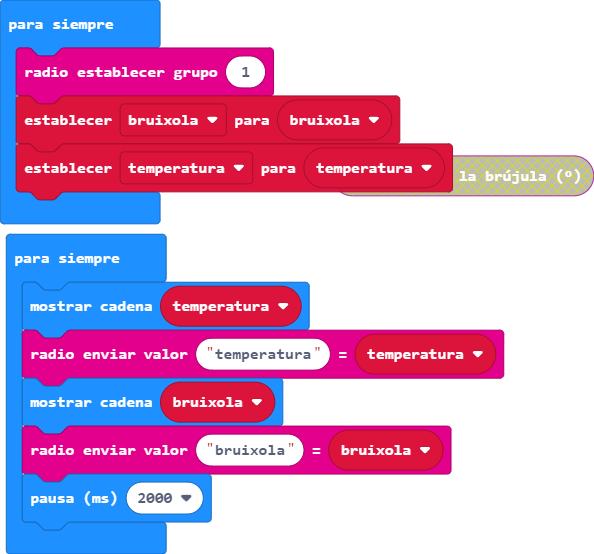 para siempre
radio establecer grupo 1
establecer bruixola para bruixola
establecer temperatura para temperatura
la brújula (º)
para siempre
mostrar cadena temperatura
radio enviar valor "temperatura" = temperatura
mostrar cadena bruixola
radio enviar valor "bruixola" = bruixola
pausa (ms) 2000